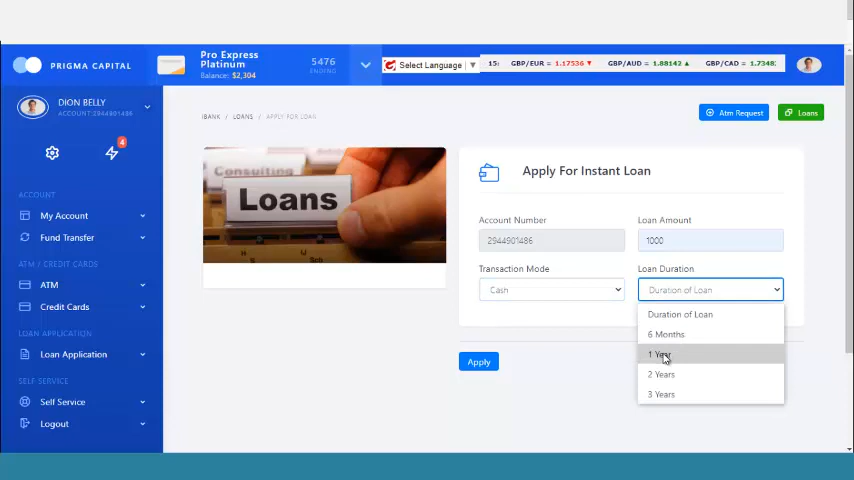 PRIGMA CAPITAL
Pro Express Platinum
Balance: $2,304
5476
ENDING
Select Language
15:
GBP/EUR = 1.17536 ▼
GBP/AUD = 1.88142 ▲
GBP/CAD = 1.7348
DION BELLY
ACCOUNT:2944901486
4
IBANK / LOANS / APPLY FOR LOAN
Atm Request
Loans
ACCOUNT
My Account
Fund Transfer
ATM / CREDIT CARDS
ATM
Credit Cards
LOAN APPLICATION
Loan Application
SELF-SERVICE
Self Service
Logout
Consulting
Loans
Apply For Instant Loan
Account Number
2944901486
Loan Amount
1000
Transaction Mode
Cash
Loan Duration
Duration of Loan
Duration of Loan
6 Months
1 Year
2 Years
3 Years
Apply